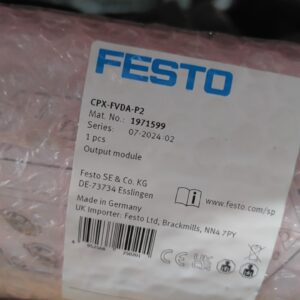 FESTO
CPX-FVDA-P2
Mat. No.: 1971599
Series: 07-2024-02
1 pcs
Output module
Festo SE & Co. KG
DE-73734 Esslingen
www.festo.com/sp
Made in Germany
UK Importer: Festo Ltd, Brackmills, NN4 7PY